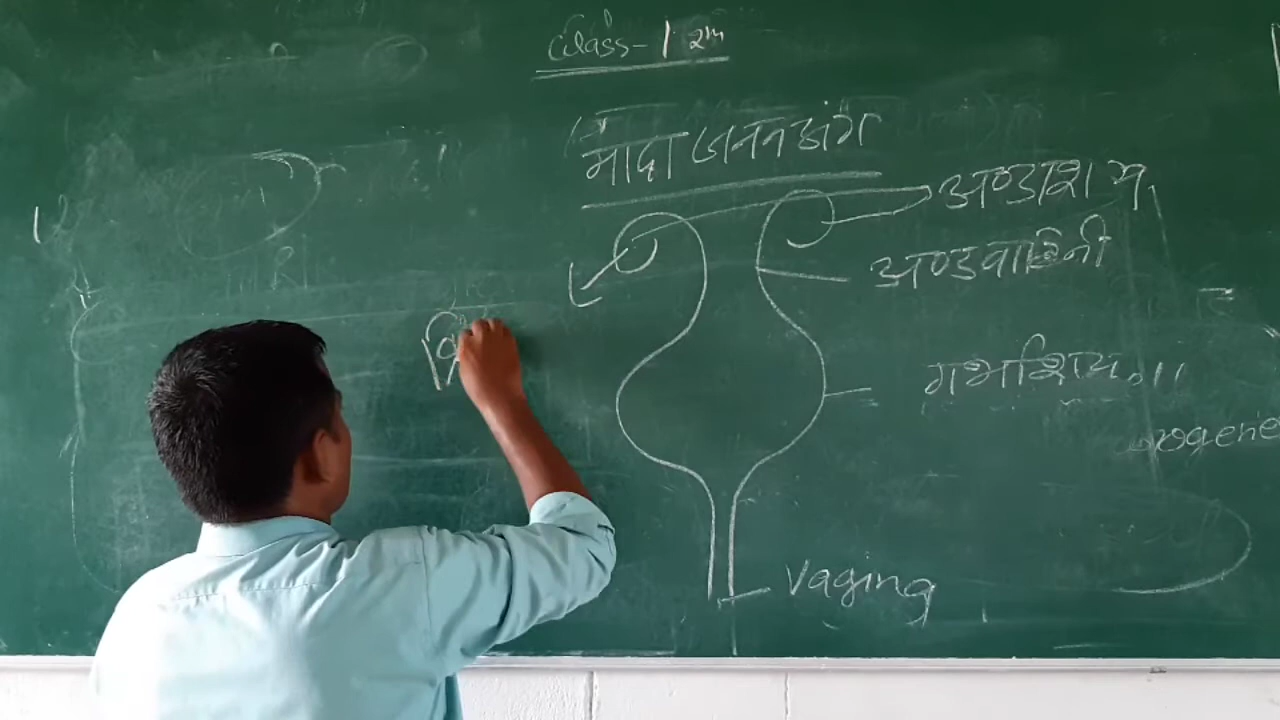 Class-12th
मादा जनन अंग
अण्डाशय
अण्डवाहिनी
गर्भाशय
vagina